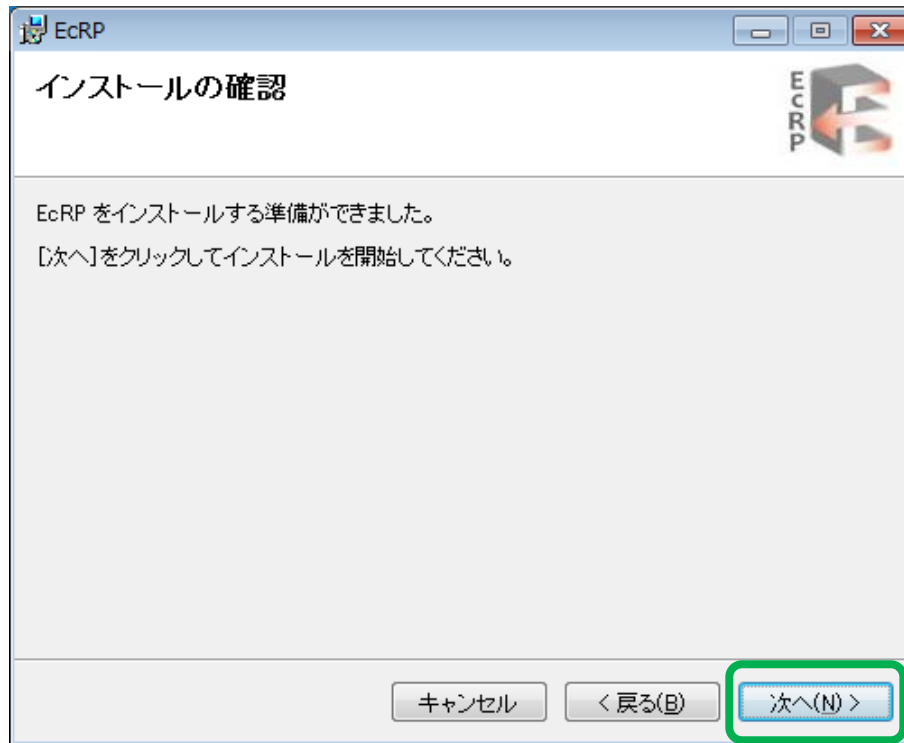 EcRP
インストールの確認
EcRP
EcRP をインストールする準備ができました。
[次へ]をクリックしてインストールを開始してください。
キャンセル
< 戻る(B)
次へ(N) >